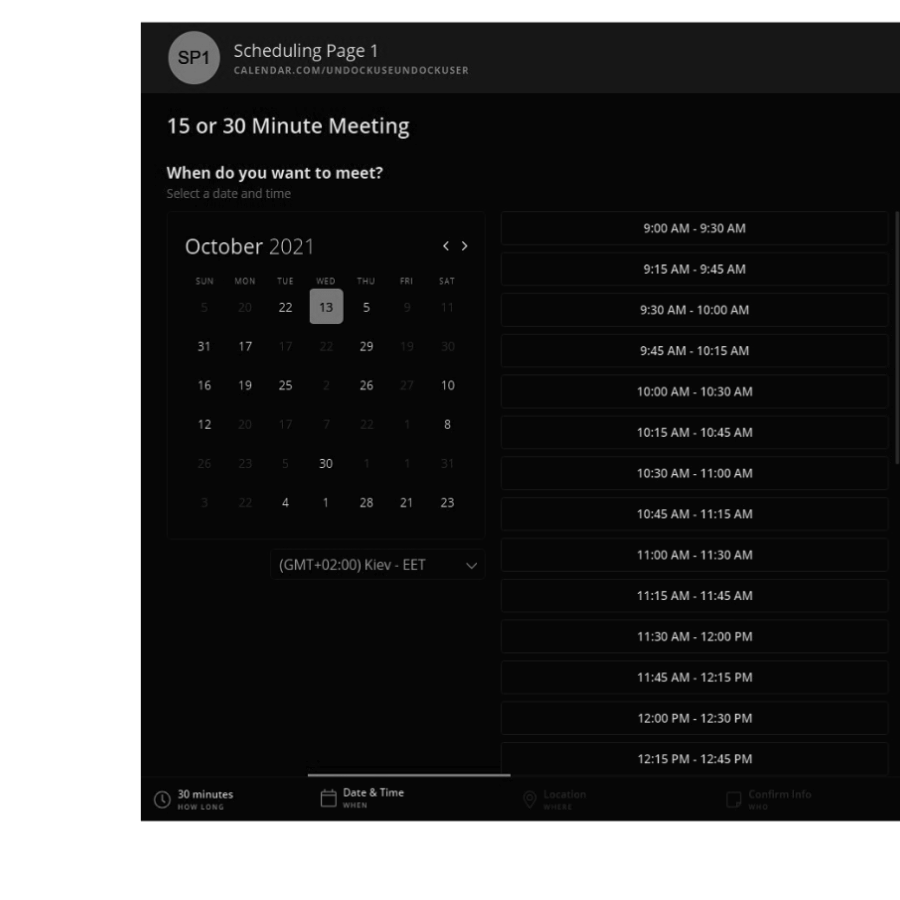 SP1
Scheduling Page 1
CALENDAR.COM/UNDOCKUSEUNDOCKUSER
15 or 30 Minute Meeting
When do you want to meet?
Select a date and time
October 2021
SUN MON TUE WED THU FRI SAT
5 20 22 13 5 9 11
31 17 17 22 29 19 30
16 19 25 2 26 27 10
12 20 17 7 22 1 8
26 23 5 30 1 1 31
3 22 4 1 28 21 23
(GMT+02:00) Kiev - EET
9:00 AM - 9:30 AM
9:15 AM - 9:45 AM
9:30 AM - 10:00 AM
9:45 AM - 10:15 AM
10:00 AM - 10:30 AM
10:15 AM - 10:45 AM
10:30 AM - 11:00 AM
10:45 AM - 11:15 AM
11:00 AM - 11:30 AM
11:15 AM - 11:45 AM
11:30 AM - 12:00 PM
11:45 AM - 12:15 PM
12:00 PM - 12:30 PM
12:15 PM - 12:45 PM
30 minutes
HOW LONG
Date & Time
WHEN
Location
WHERE
Confirm Info
WHO